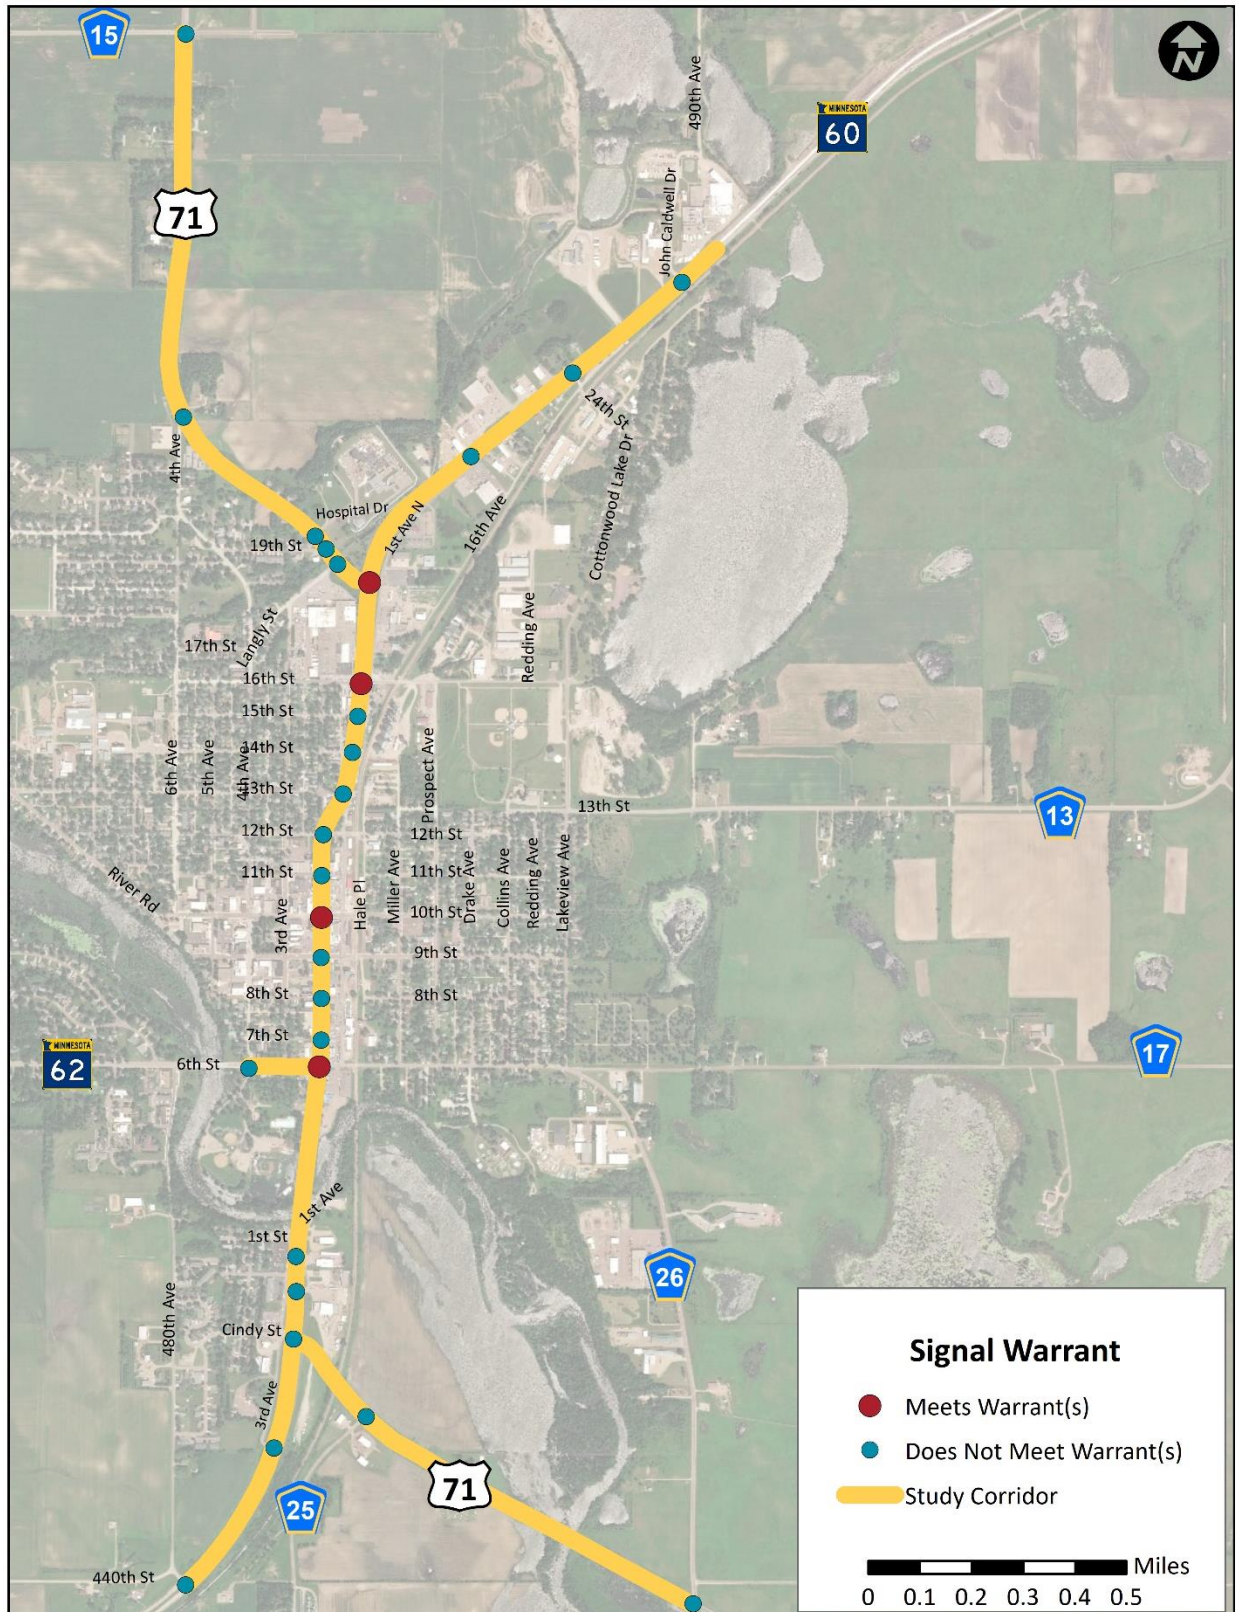 15
N
490th Ave
MINNESOTA
60
71
John Caldwell Dr
24th St
4th Ave
Cottonwood Lake Dr
Hospital Dr
1st Ave N
16th Ave
19th St
Redding Ave
Langly St
17th St
16th St
15th St
14th St
6th Ave
5th Ave
4th Ave
Prospect Ave
13th St
13th St
13
12th St
12th St
11th St
11th St
River Rd
Miller Ave
Drake Ave
Collins Ave
Redding Ave
Lakeview Ave
Hale Pl
3rd Ave
10th St
9th St
8th St
8th St
7th St
MINNESOTA
62
6th St
17
1st Ave
1st St
26
480th Ave
Cindy St
3rd Ave
71
25
440th St
Signal Warrant
Meets Warrant(s)
Does Not Meet Warrant(s)
Study Corridor
Miles
0 0.1 0.2 0.3 0.4 0.5